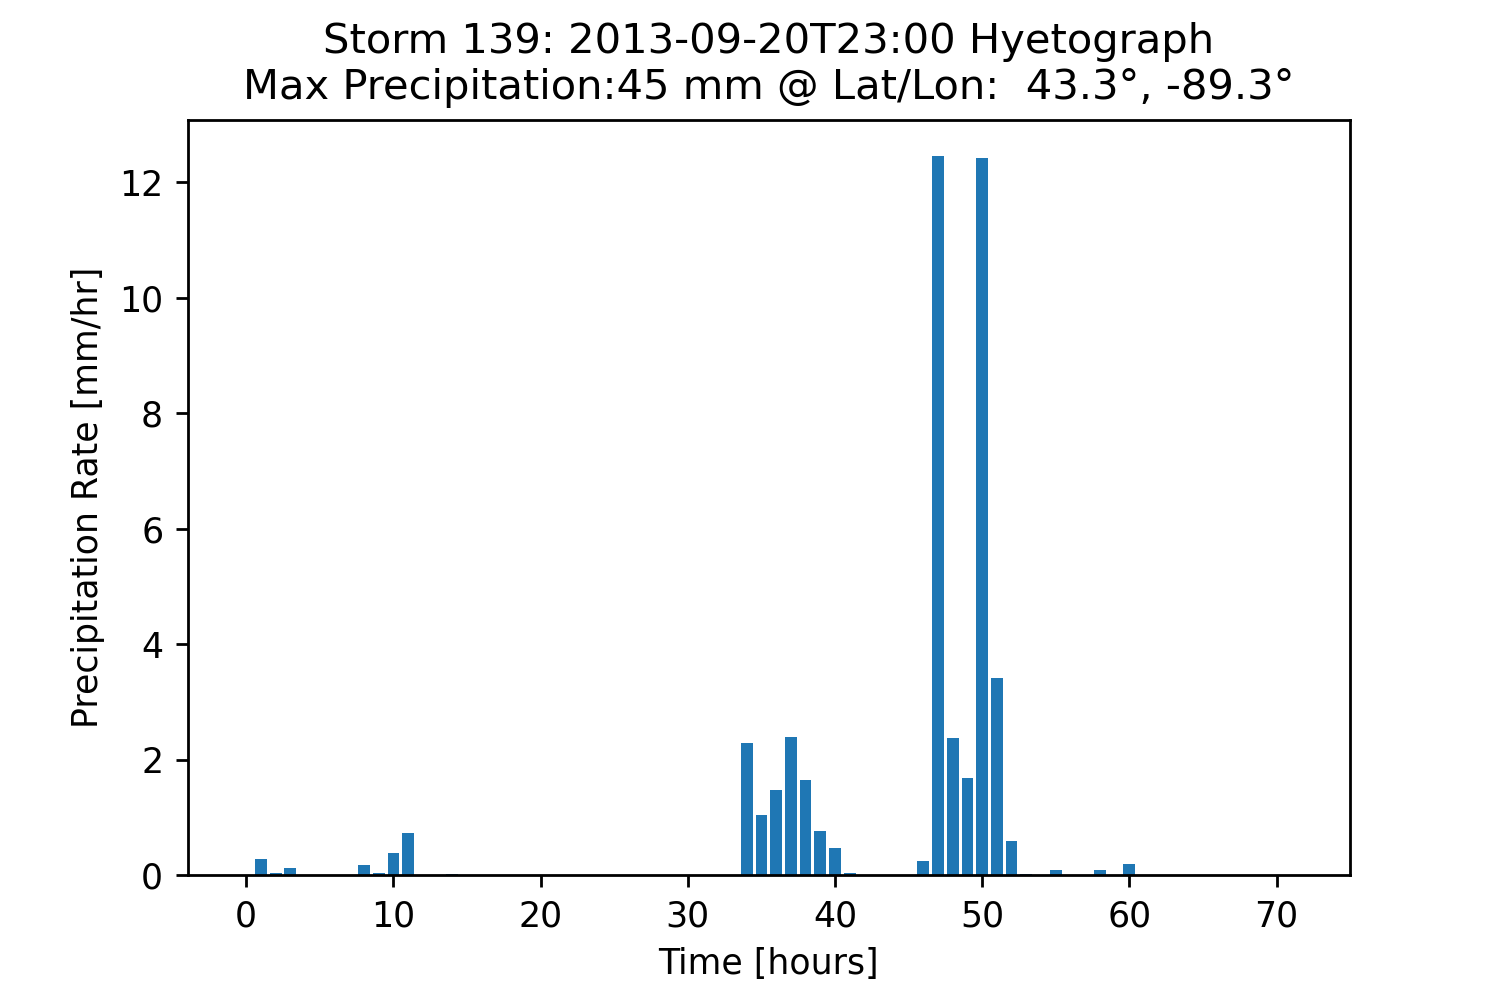 Storm 139: 2013-09-20T23:00 Hyetograph
Max Precipitation:45 mm @ Lat/Lon:  43.3°, -89.3°
Precipitation Rate [mm/hr]
12
10
8
6
4
2
0
0 10 20 30 40 50 60 70
Time [hours]